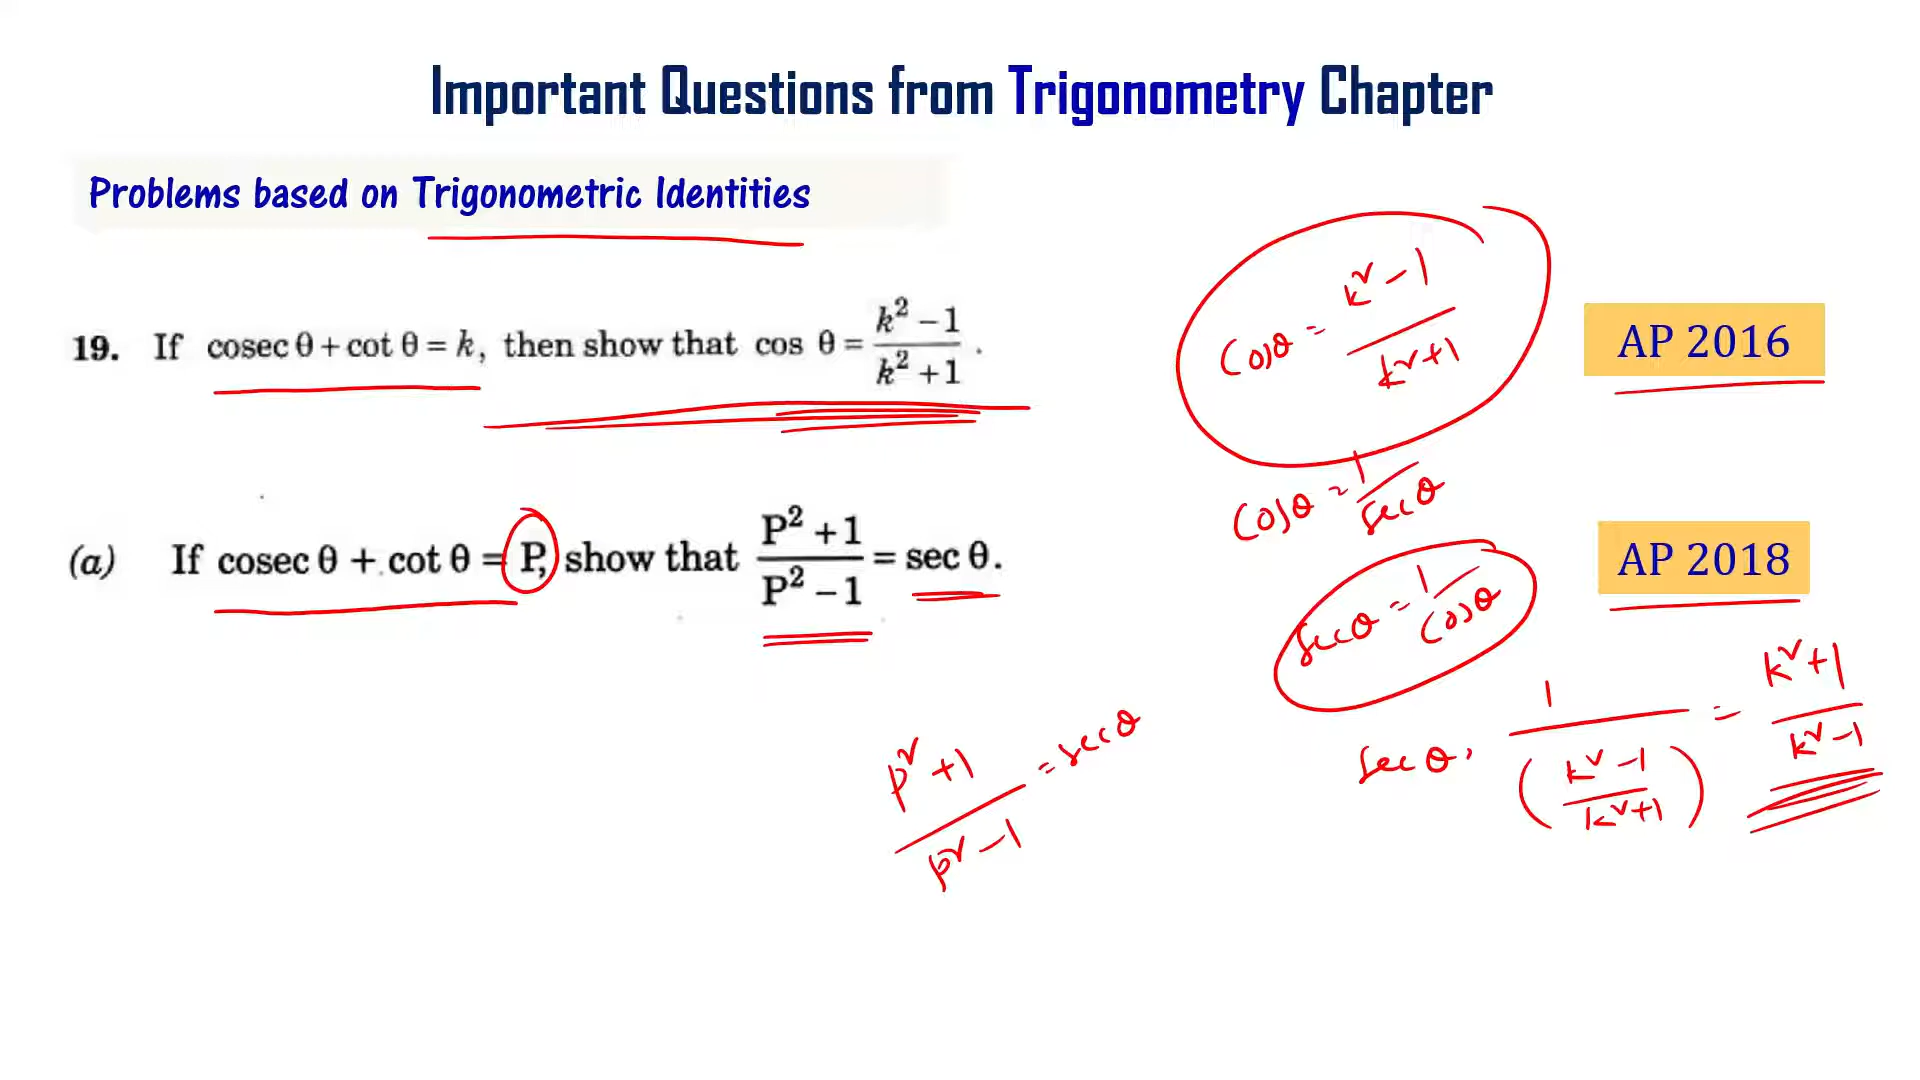 Important Questions from Trigonometry Chapter
Problems based on Trigonometric Identities
19. If cosec θ + cot θ = k, then show that cos θ = (k² − 1)/(k² + 1).
cosθ = (k² − 1)/(k² + 1)
AP 2016
cosθ = 1/secθ
(a) If cosec θ + cot θ = P, show that (P² + 1)/(P² − 1) = sec θ.
secθ = 1/cosθ
AP 2018
secθ = 1/((k² − 1)/(k² + 1)) = (k² + 1)/(k² − 1)
(p² + 1)/(p² − 1) = secθ